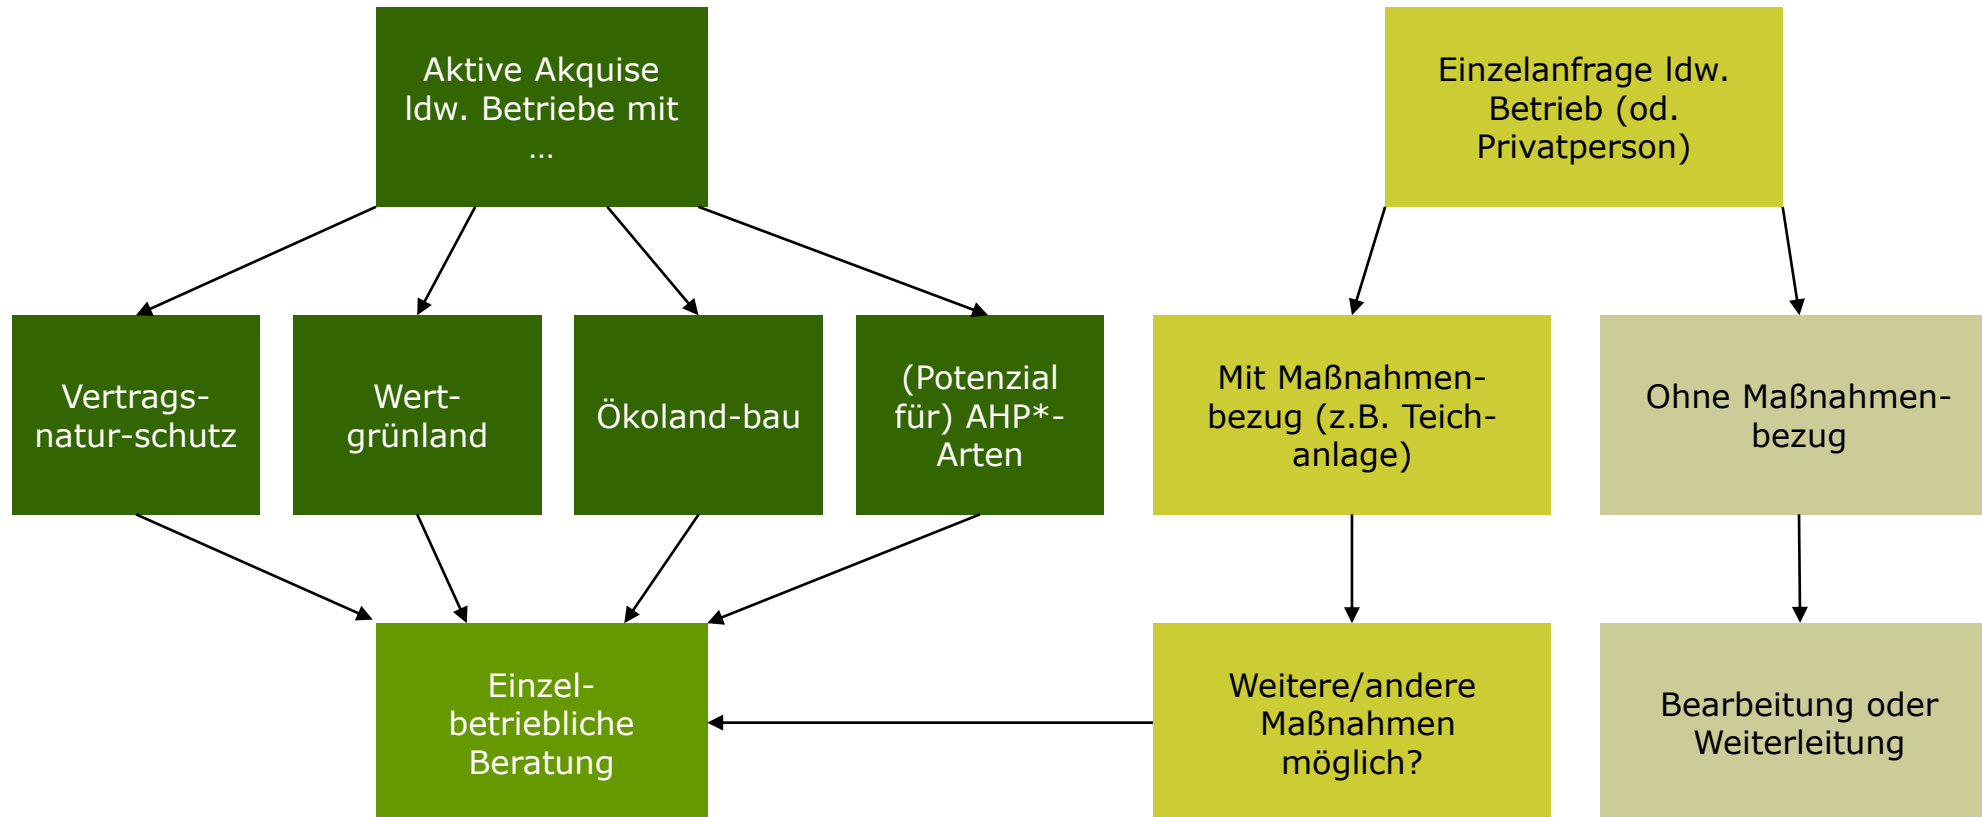 Aktive Akquise
ldw. Betriebe mit
…
Einzelanfrage ldw.
Betrieb (od.
Privatperson)
Vertrags-
natur-schutz
Wert-
grünland
Ökoland-bau
(Potenzial
für) AHP*-
Arten
Mit Maßnahmen-
bezug (z.B. Teich-
anlage)
Ohne Maßnahmen-
bezug
Einzel-
betriebliche
Beratung
Weitere/andere
Maßnahmen
möglich?
Bearbeitung oder
Weiterleitung